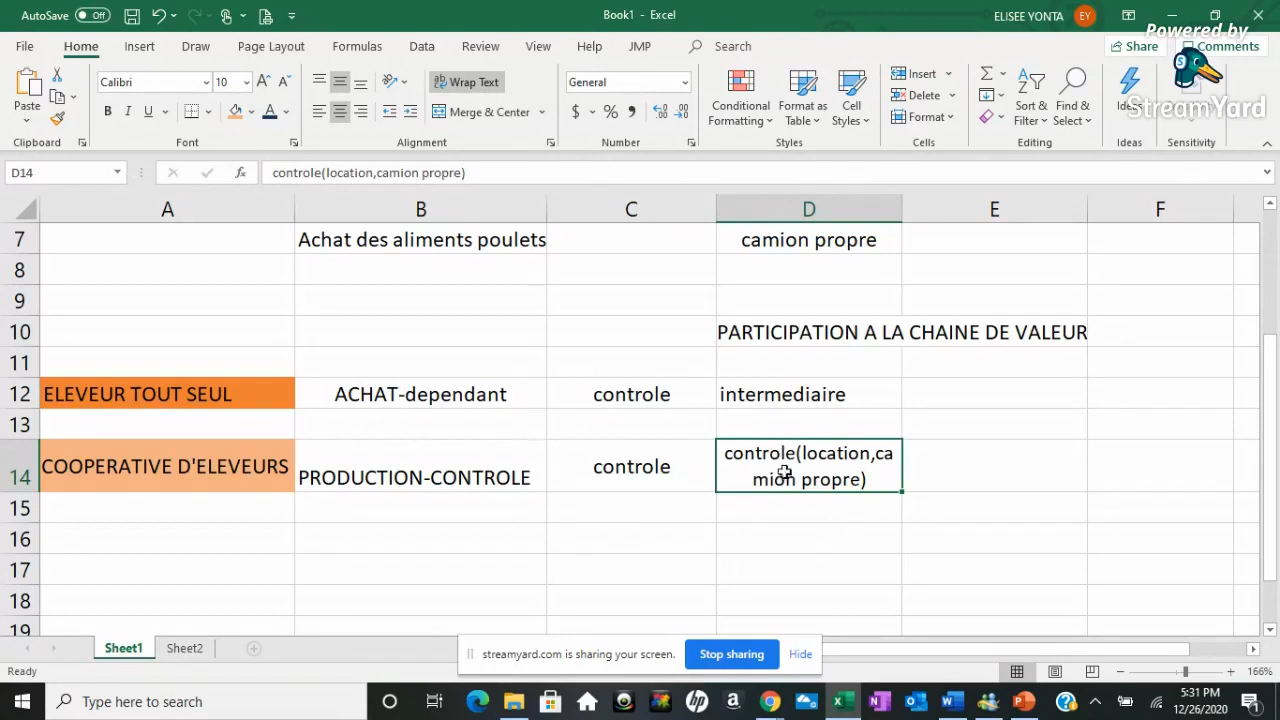 AutoSave Off
Book1 - Excel
ELISEE YONTA EY
Powered by
StreamYard
File Home Insert Draw Page Layout Formulas Data Review View Help JMP Search Share Comments
Paste
Calibri 10
Wrap Text
General
Conditional Formatting
Format as Table
Cell Styles
Insert
Delete
Format
Sort & Filter
Find & Select
B I U
Merge & Center
$ % ,
Clipboard Font Alignment Number Styles Cells Editing Ideas Sensitivity
D14 fx controle(location,camion propre)
A B C D E F
7 Achat des aliments poulets camion propre
8
9
10 PARTICIPATION A LA CHAINE DE VALEUR
11
12 ELEVEUR TOUT SEUL ACHAT-dependant controle intermediaire
13
14 COOPERATIVE D'ELEVEURS PRODUCTION-CONTROLE controle controle(location,ca
mion propre)
15
16
17
18
19
Sheet1 Sheet2
streamyard.com is sharing your screen. Stop sharing Hide
Ready 166%
Type here to search
5:31 PM
12/26/2020